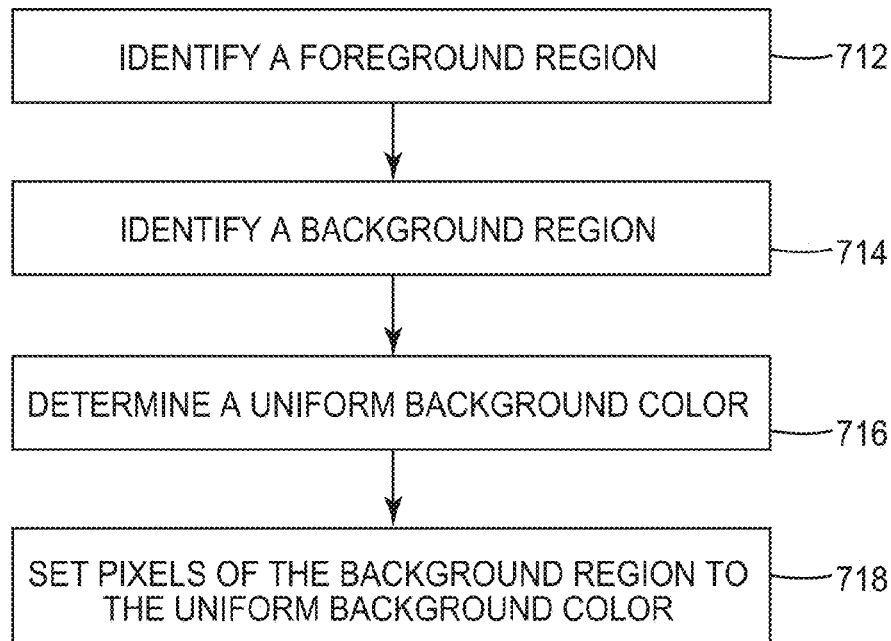 IDENTIFY A FOREGROUND REGION
712
IDENTIFY A BACKGROUND REGION
714
DETERMINE A UNIFORM BACKGROUND COLOR
716
SET PIXELS OF THE BACKGROUND REGION TO
THE UNIFORM BACKGROUND COLOR
718